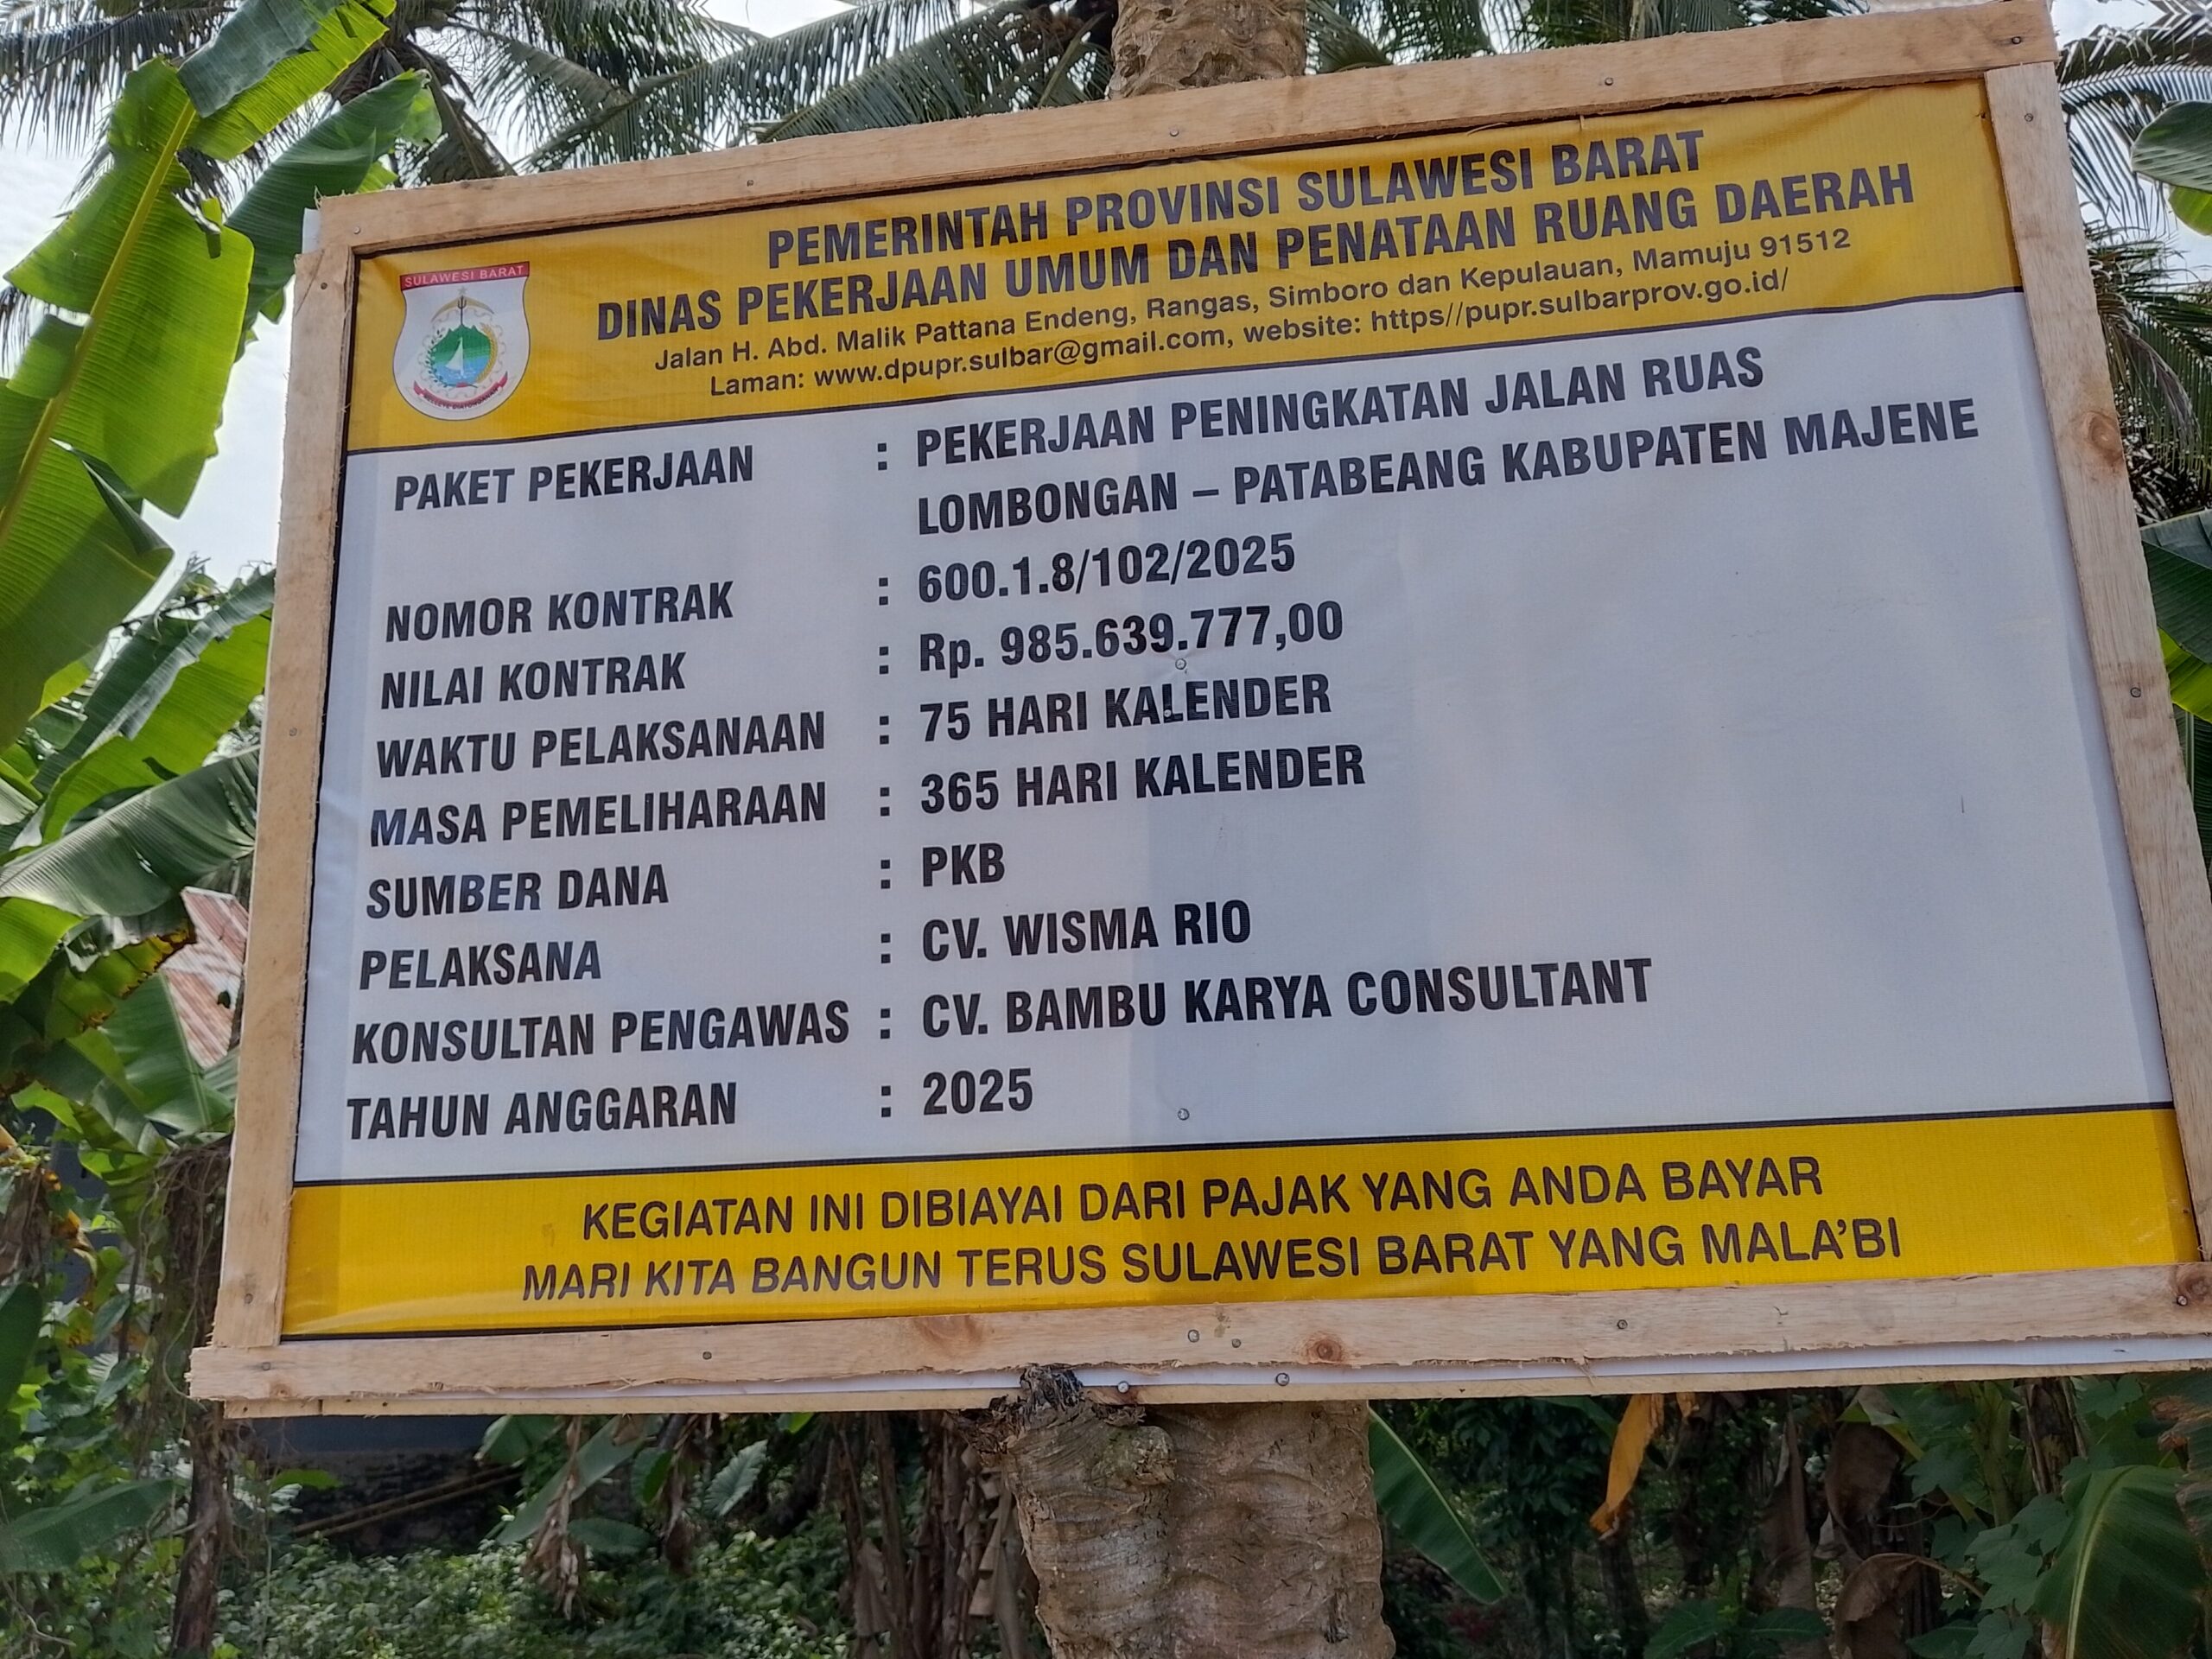 SULAWESI BARAT
PEMERINTAH PROVINSI SULAWESI BARAT
DINAS PEKERJAAN UMUM DAN PENATAAN RUANG DAERAH
Jalan H. Abd. Malik Pattana Endeng, Rangas, Simboro dan Kepulauan, Mamuju 91512
Laman: www.dpupr.sulbar@gmail.com, website: https//pupr.sulbarprov.go.id/
PAKET PEKERJAAN : PEKERJAAN PENINGKATAN JALAN RUAS
LOMBONGAN – PATABEANG KABUPATEN MAJENE
NOMOR KONTRAK : 600.1.8/102/2025
NILAI KONTRAK : Rp. 985.639.777,00
WAKTU PELAKSANAAN : 75 HARI KALENDER
MASA PEMELIHARAAN : 365 HARI KALENDER
SUMBER DANA : PKB
PELAKSANA : CV. WISMA RIO
KONSULTAN PENGAWAS : CV. BAMBU KARYA CONSULTANT
TAHUN ANGGARAN : 2025
KEGIATAN INI DIBIAYAI DARI PAJAK YANG ANDA BAYAR
MARI KITA BANGUN TERUS SULAWESI BARAT YANG MALA'BI